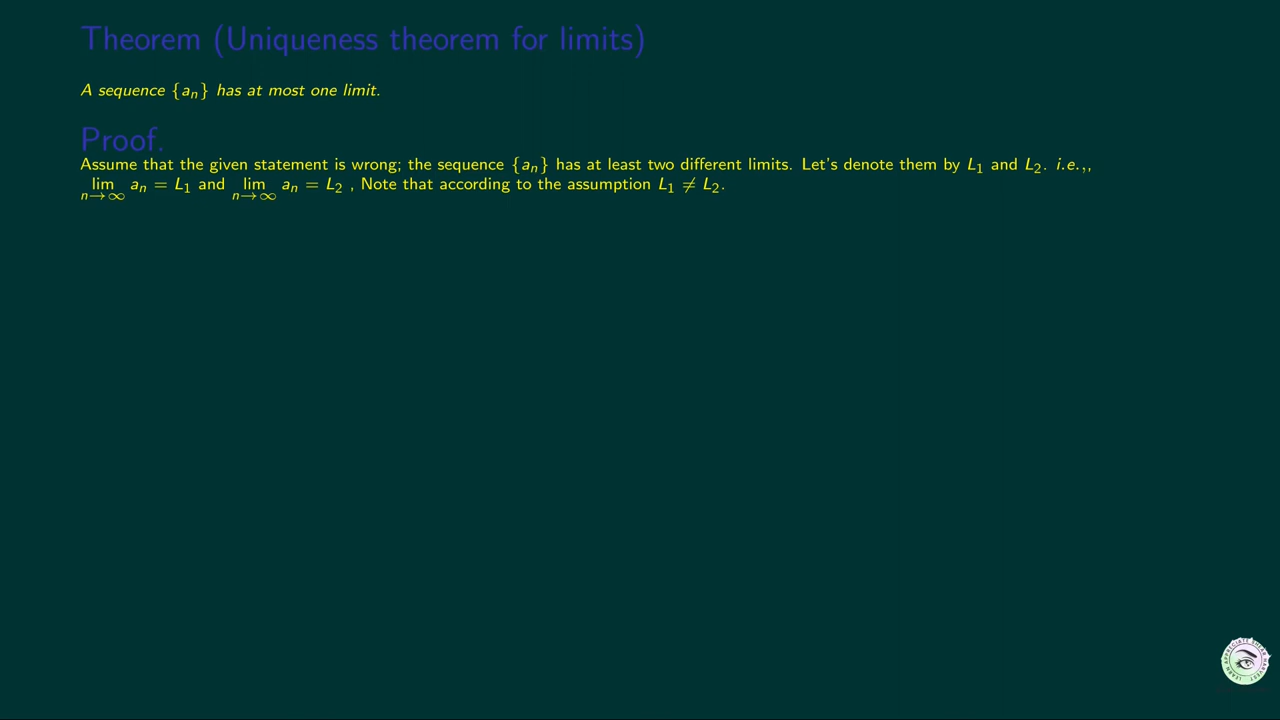 Theorem (Uniqueness theorem for limits)
A sequence {aₙ} has at most one limit.
Proof.
Assume that the given statement is wrong; the sequence {aₙ} has at least two different limits. Let's denote them by L₁ and L₂. i.e.,,
lim aₙ = L₁ and lim aₙ = L₂ , Note that according to the assumption L₁ ≠ L₂.
n→∞ n→∞